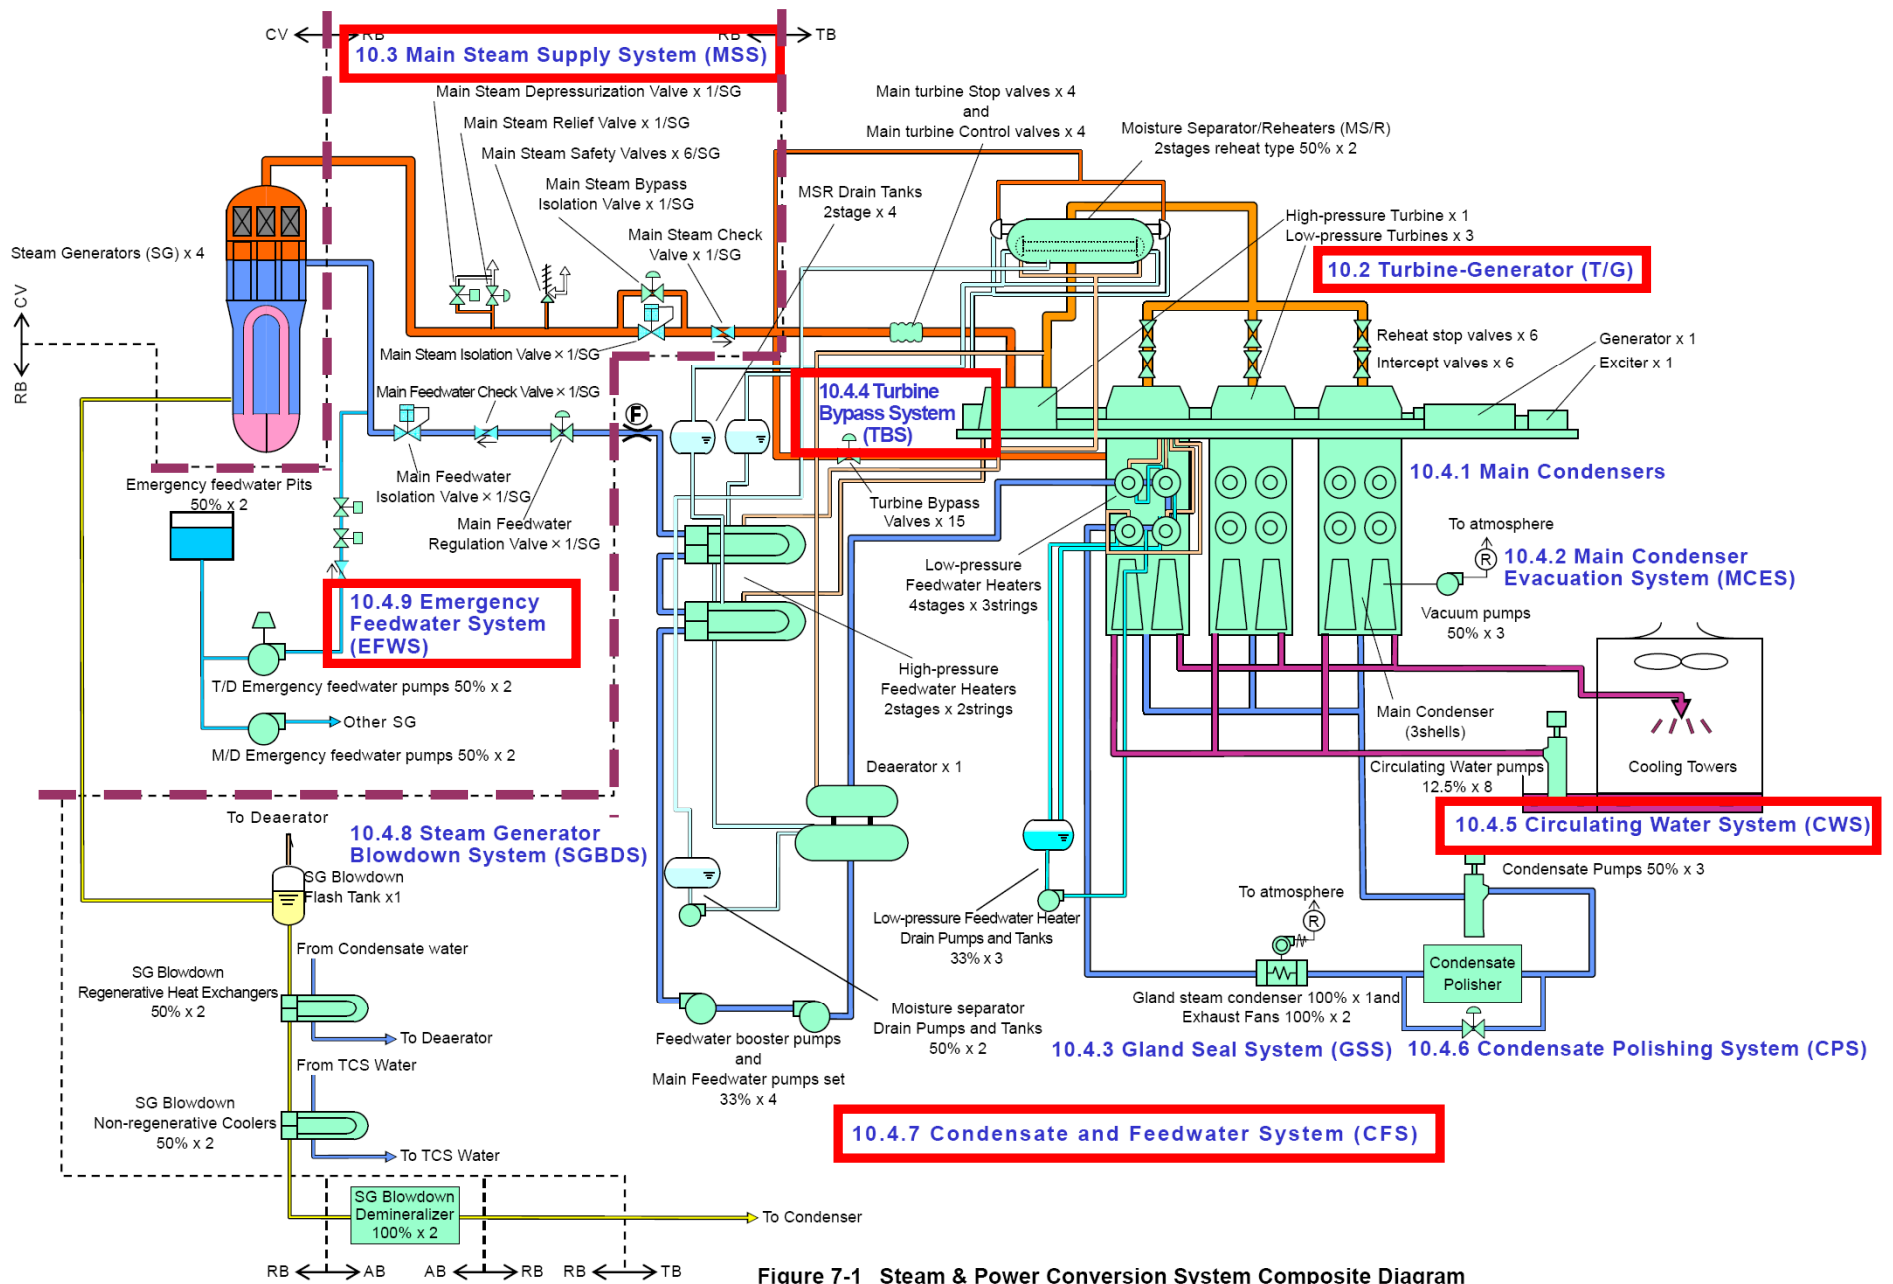 CV
RB
RB
TB
10.3 Main Steam Supply System (MSS)
Main Steam Depressurization Valve x 1/SG
Main Steam Relief Valve x 1/SG
Main Steam Safety Valves x 6/SG
Main Steam Bypass
Isolation Valve x 1/SG
Main Steam Check
Valve x 1/SG
Main turbine Stop valves x 4
and
Main turbine Control valves x 4
Moisture Separator/Reheaters (MS/R)
2stages reheat type 50% x 2
MSR Drain Tanks
2stage x 4
High-pressure Turbine x 1
Low-pressure Turbines x 3
10.2 Turbine-Generator (T/G)
Steam Generators (SG) x 4
CV
RB
Reheat stop valves x 6
Intercept valves x 6
Generator x 1
Exciter x 1
Main Steam Isolation Valve × 1/SG
Main Feedwater Check Valve × 1/SG
F
10.4.4 Turbine
Bypass System
(TBS)
Main Feedwater
Isolation Valve × 1/SG
Main Feedwater
Regulation Valve × 1/SG
Turbine Bypass
Valves x 15
10.4.1 Main Condensers
Emergency feedwater Pits
50% x 2
To atmosphere
R
10.4.2 Main Condenser
Evacuation System (MCES)
Vacuum pumps
50% x 3
Low-pressure
Feedwater Heaters
4stages x 3strings
10.4.9 Emergency
Feedwater System
(EFWS)
T/D Emergency feedwater pumps 50% x 2
Other SG
M/D Emergency feedwater pumps 50% x 2
High-pressure
Feedwater Heaters
2stages x 2strings
Main Condenser
(3shells)
Circulating Water pumps
12.5% x 8
Cooling Towers
10.4.5 Circulating Water System (CWS)
Deaerator x 1
To Deaerator
10.4.8 Steam Generator
Blowdown System (SGBDS)
SG Blowdown
Flash Tank x1
Condensate Pumps 50% x 3
To atmosphere
R
Low-pressure Feedwater Heater
Drain Pumps and Tanks
33% x 3
Condensate
Polisher
From Condensate water
SG Blowdown
Regenerative Heat Exchangers
50% x 2
To Deaerator
Gland steam condenser 100% x 1and
Exhaust Fans 100% x 2
Moisture separator
Drain Pumps and Tanks
50% x 2
Feedwater booster pumps
and
Main Feedwater pumps set
33% x 4
10.4.3 Gland Seal System (GSS)
10.4.6 Condensate Polishing System (CPS)
From TCS Water
SG Blowdown
Non-regenerative Coolers
50% x 2
To TCS Water
10.4.7 Condensate and Feedwater System (CFS)
SG Blowdown
Demineralizer
100% x 2
To Condenser
RB
AB
AB
RB
RB
TB
Figure 7-1 Steam & Power Conversion System Composite Diagram